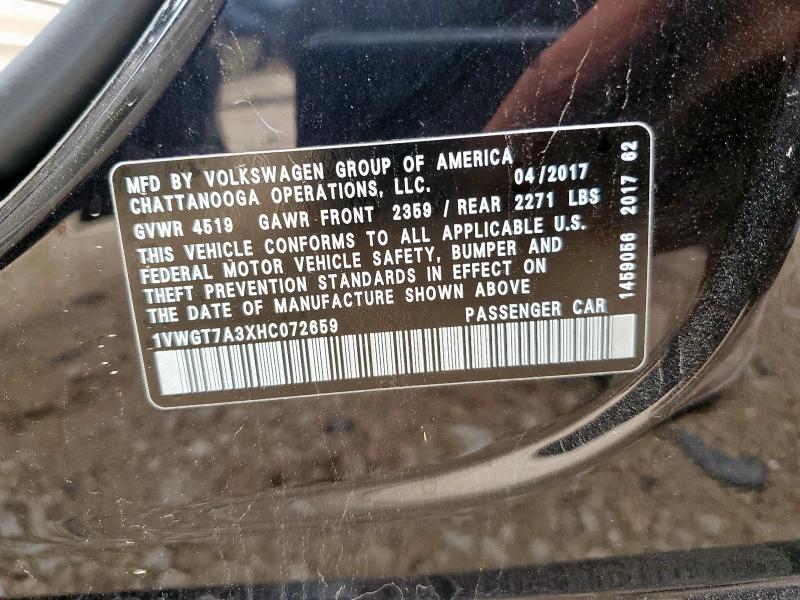 MFD BY VOLKSWAGEN GROUP OF AMERICA
CHATTANOOGA OPERATIONS, LLC. 04/2017
GVWR 4519 GAWR FRONT 2359 / REAR 2271 LBS
THIS VEHICLE CONFORMS TO ALL APPLICABLE U.S.
FEDERAL MOTOR VEHICLE SAFETY, BUMPER AND
THEFT PREVENTION STANDARDS IN EFFECT ON
THE DATE OF MANUFACTURE SHOWN ABOVE
1VWGT7A3XHC072659 PASSENGER CAR
1459056 2017 62